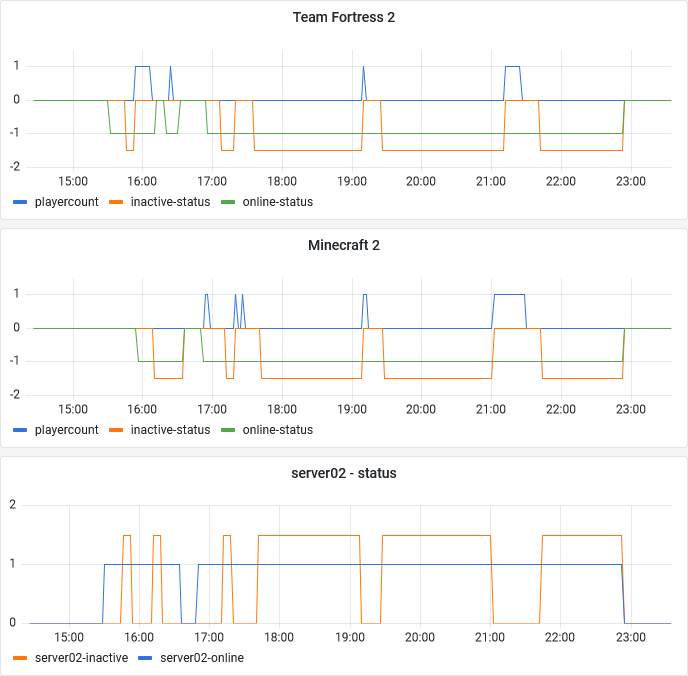 Team Fortress 2
1
0
-1
-2
15:00 16:00 17:00 18:00 19:00 20:00 21:00 22:00 23:00
playercount inactive-status online-status
Minecraft 2
1
0
-1
-2
15:00 16:00 17:00 18:00 19:00 20:00 21:00 22:00 23:00
playercount inactive-status online-status
server02 - status
2
1
0
15:00 16:00 17:00 18:00 19:00 20:00 21:00 22:00 23:00
server02-inactive server02-online